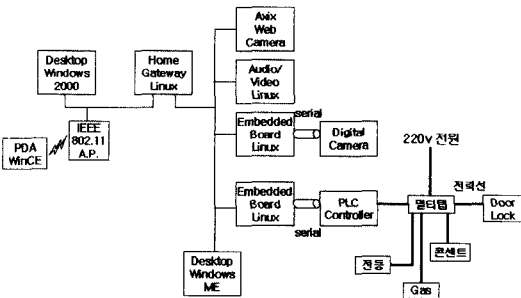 Axix
Web
Camera
Desktop
Windows
2000
Home
Gateway
Linux
Audio/
Video
Linux
IEEE
802.11
A.P.
PDA
WinCE
Embedded
Board
Linux
serial
Digital
Camera
220v 전원
Embedded
Board
Linux
serial
PLC
Controller
멀티탭
전력선
Door
Lock
전등
콘센트
Gas
Desktop
Windows
ME